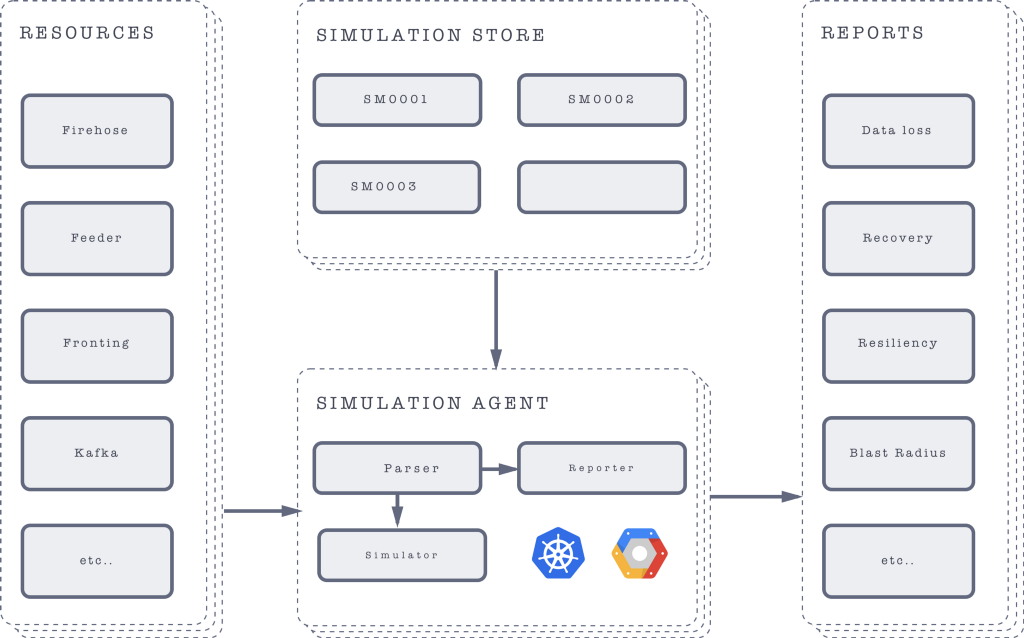 RESOURCES
Firehose
Feeder
Fronting
Kafka
etc..
SIMULATION STORE
SM0001
SM0002
SM0003
SIMULATION AGENT
Parser
Reporter
Simulator
REPORTS
Data loss
Recovery
Resiliency
Blast Radius
etc..